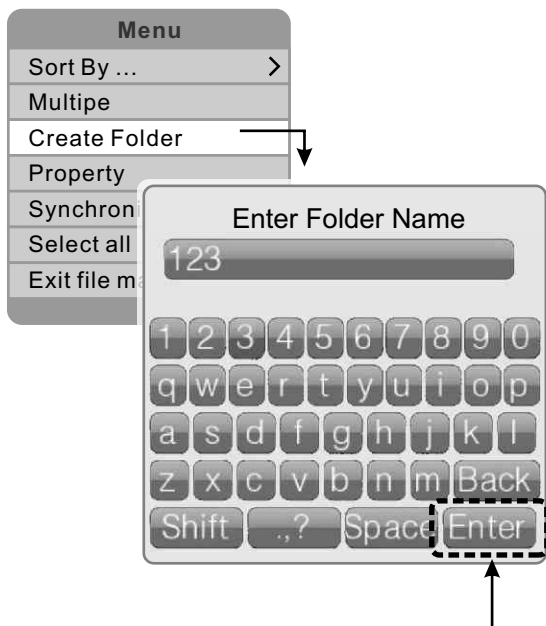 Menu
Sort By ...
Multipe
Create Folder
Property
Synchroni
Select all
Exit file m
Enter Folder Name
123
1 2 3 4 5 6 7 8 9 0
q w e r t y u i o p
a s d f g h j k l
z x c v b n m Back
Shift .,? Space Enter